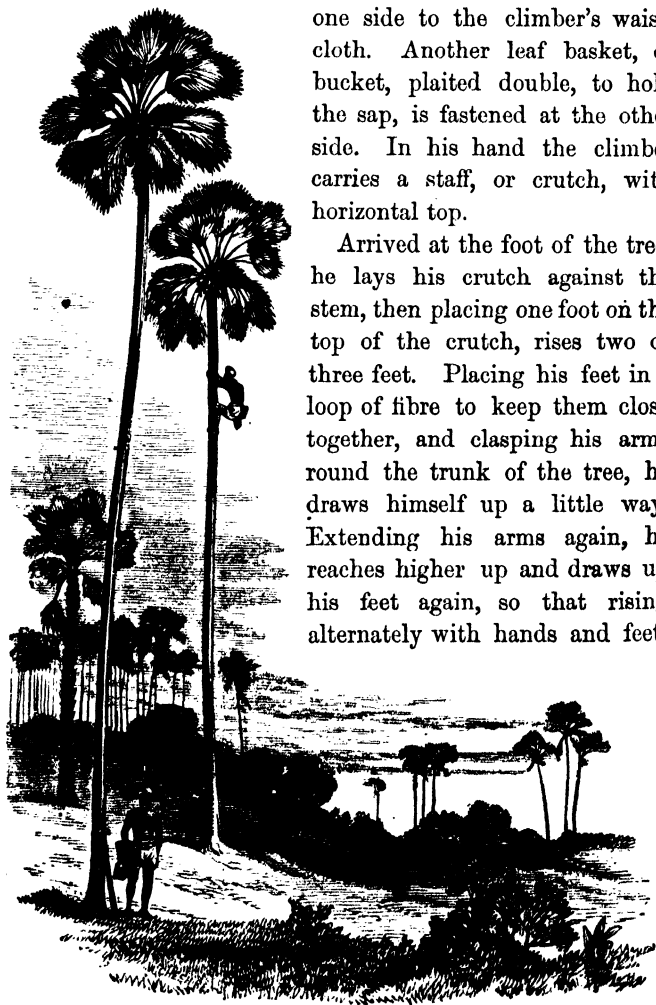 one side to the climber's wais
cloth. Another leaf basket, o
bucket, plaited double, to hol
the sap, is fastened at the othe
side. In his hand the climbe
carries a staff, or crutch, wit
horizontal top.
Arrived at the foot of the tre
he lays his crutch against th
stem, then placing one foot on th
top of the crutch, rises two o
three feet. Placing his feet in
loop of fibre to keep them clos
together, and clasping his arm
round the trunk of the tree, h
draws himself up a little way
Extending his arms again, h
reaches higher up and draws u
his feet again, so that risin
alternately with hands and feet